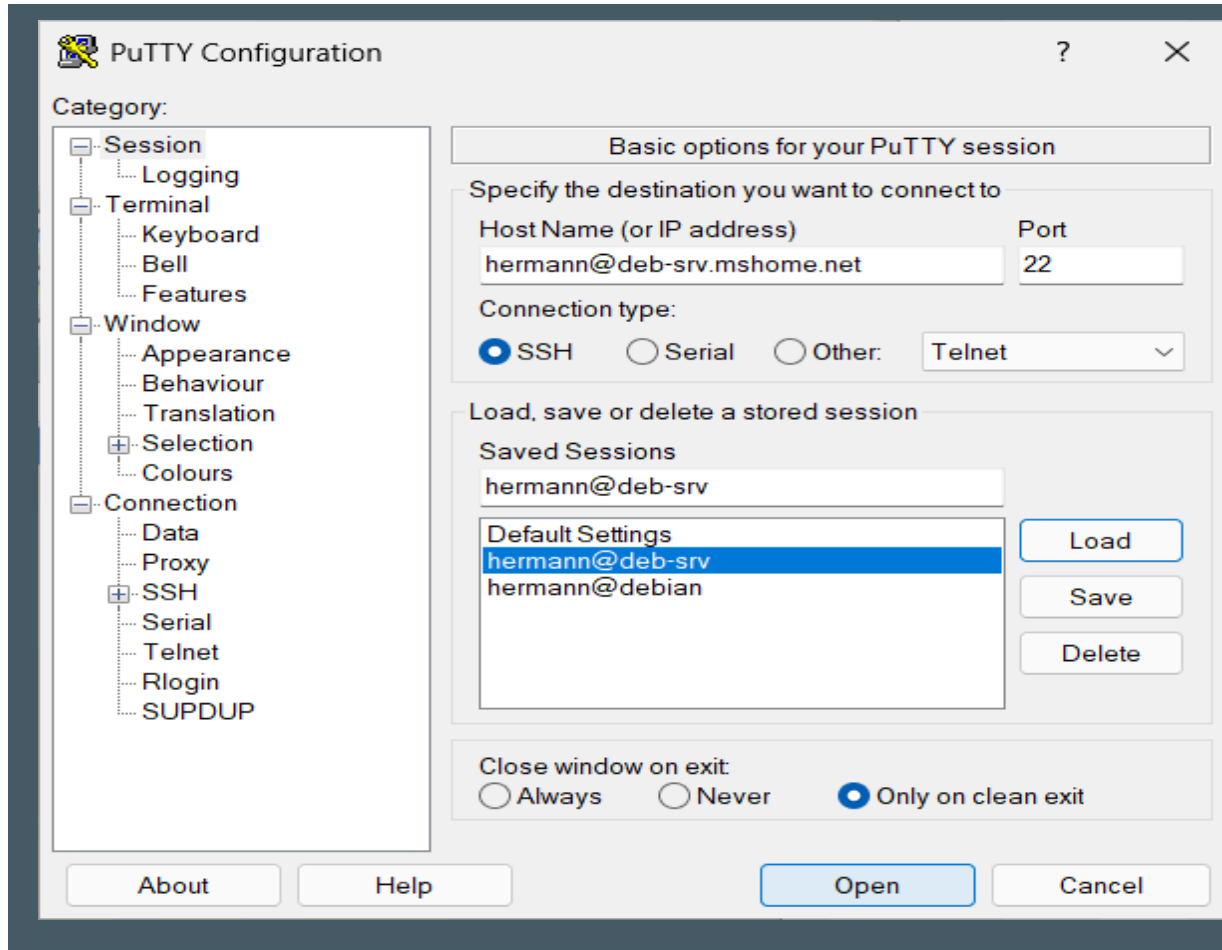 PuTTY Configuration
?
Category:
Session
Logging
Terminal
Keyboard
Bell
Features
Window
Appearance
Behaviour
Translation
Selection
Colours
Connection
Data
Proxy
SSH
Serial
Telnet
Rlogin
SUPDUP
Basic options for your PuTTY session
Specify the destination you want to connect to
Host Name (or IP address) Port
hermann@deb-srv.mshome.net 22
Connection type:
SSH Serial Other: Telnet
Load, save or delete a stored session
Saved Sessions
hermann@deb-srv
Default Settings
hermann@deb-srv
hermann@debian
Load
Save
Delete
Close window on exit:
Always Never Only on clean exit
About Help Open Cancel